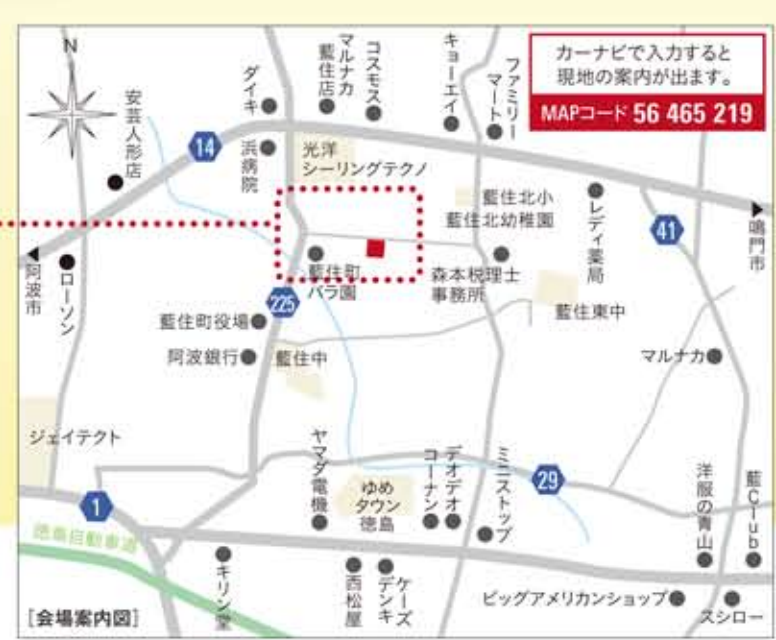 N
カーナビで入力すると
現地の案内が出ます。
MAPコード 56 465 219
安芸人形店
ダイキ
マルナカ
藍住店
コスモス
キョーエイ
ファミリー
マート
14
浜病院
光洋
シーリングテクノ
藍住北小
藍住北幼稚園
レディ薬局
41
鳴門市
阿波市
ローソン
藍住町
バラ園
森本税理士
事務所
225
藍住町役場
藍住東中
阿波銀行
藍住中
マルナカ
ジェイテクト
ヤマダ電機
ゆめ
タウン
徳島
コーナン
デオデオ
ミニストップ
29
洋服の青山
藍Club
1
徳島自動車道
キリン堂
西松屋
ケーズ
デンキ
ビッグアメリカンショップ
スシロー
[会場案内図]